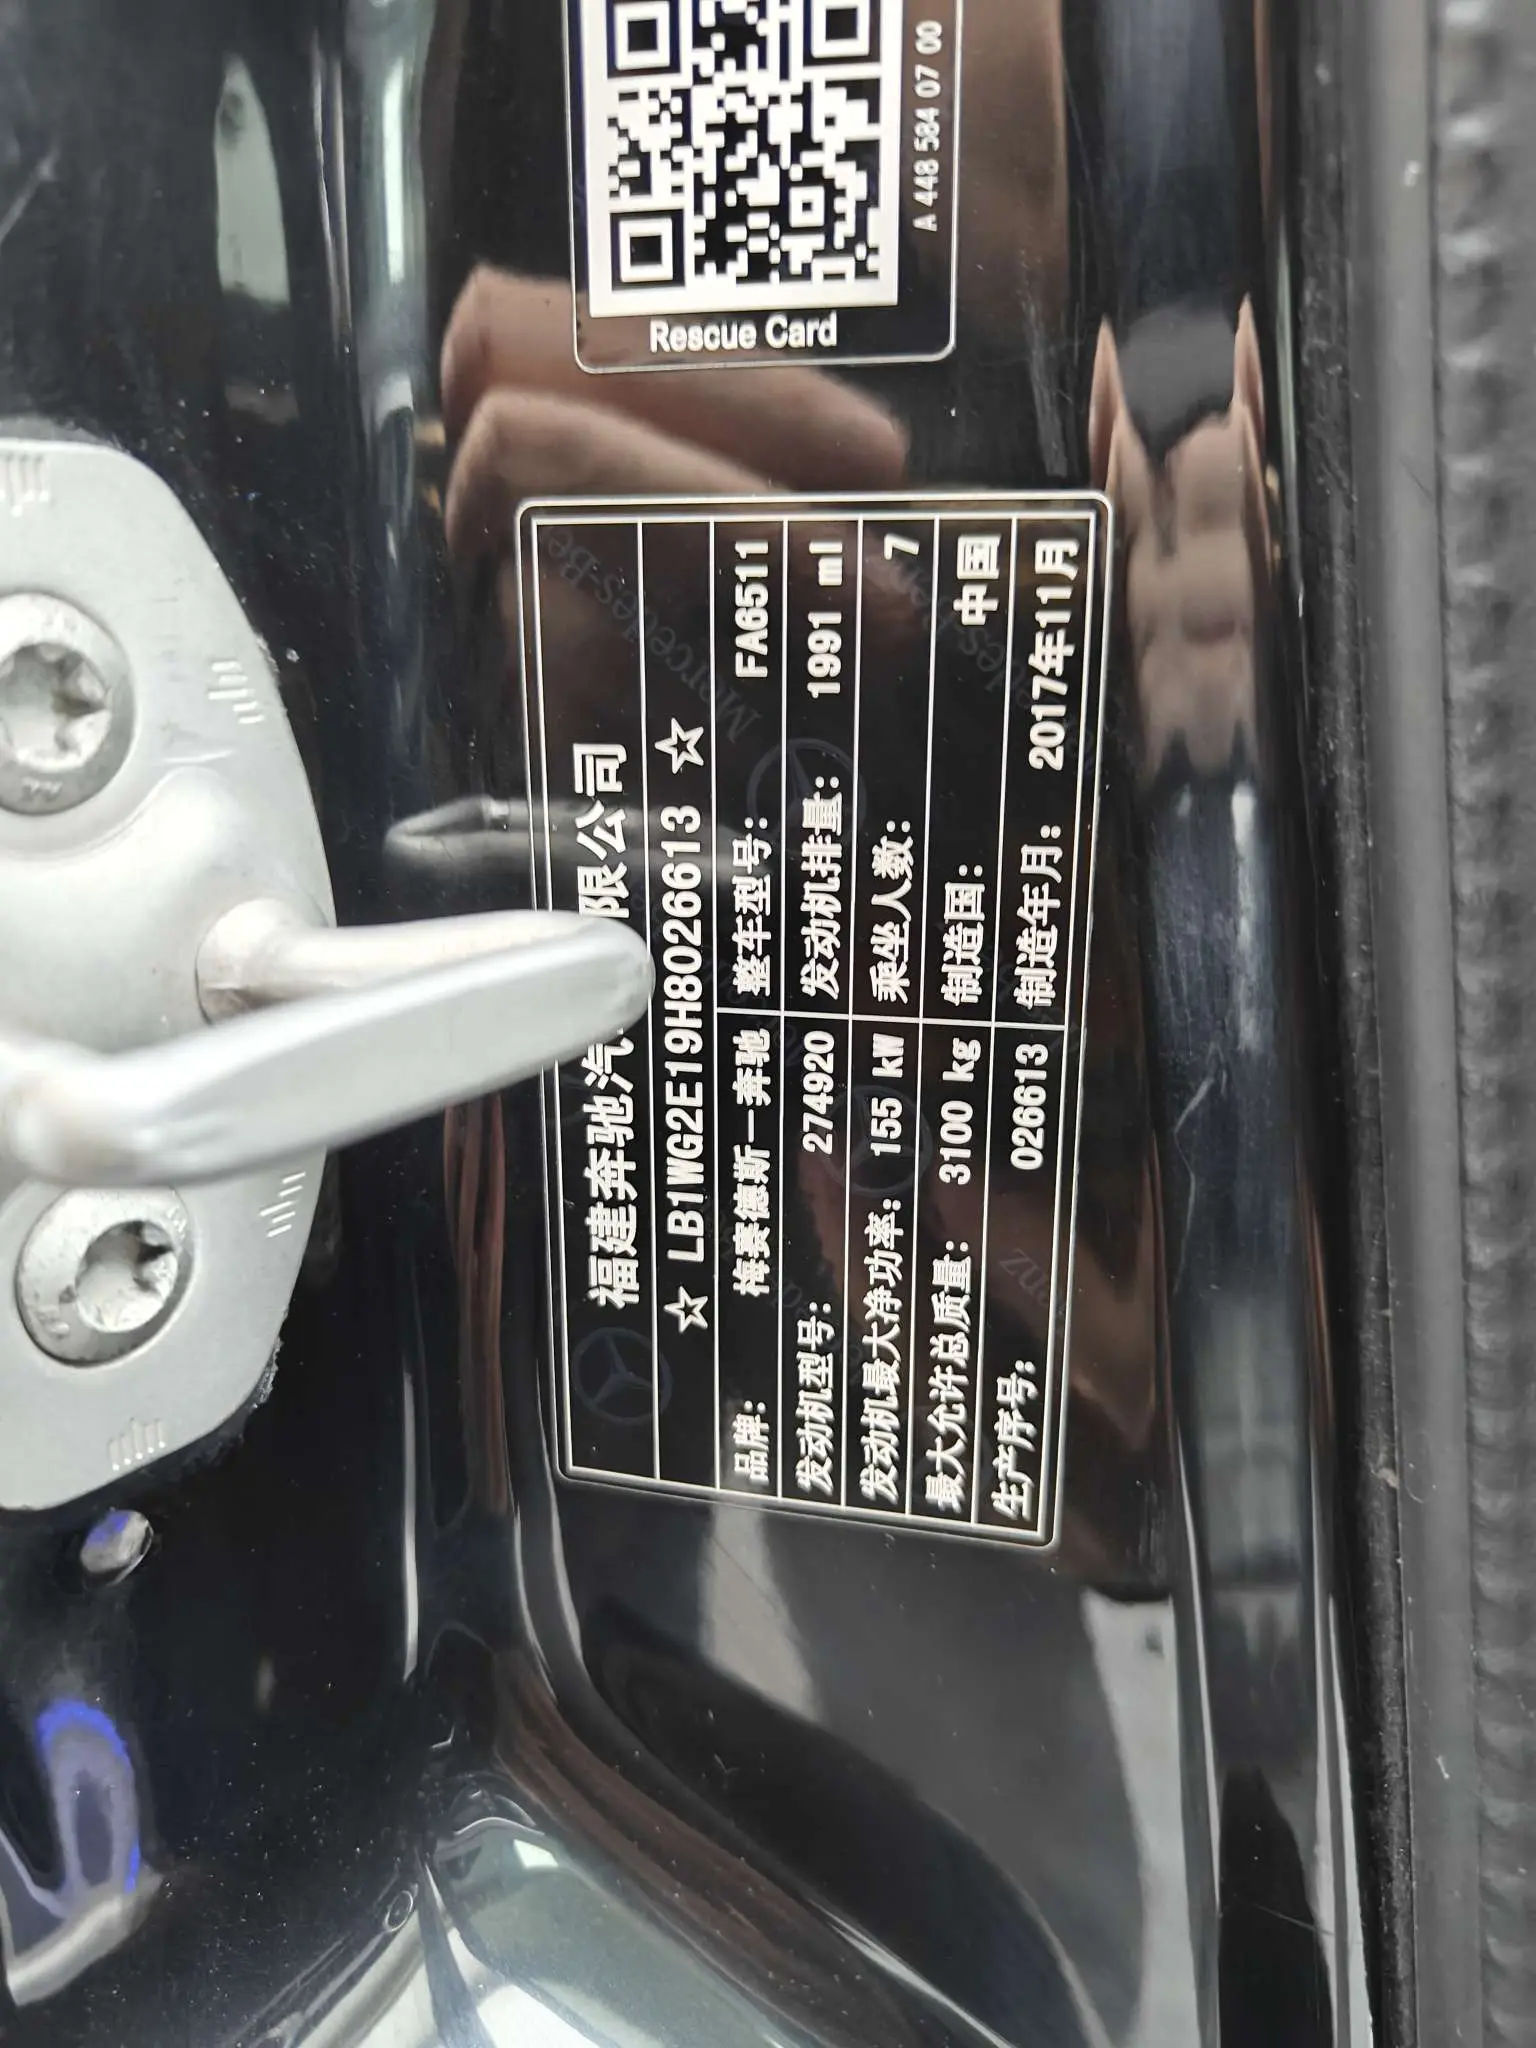 A 448 584 07 00
Rescue Card
福建奔驰汽 限公司
☆ LB1WG2E19H8026613 ☆
品牌: 梅赛德斯一奔驰 整车型号: FA6511
发动机型号: 274920 发动机排量: 1991 ml
发动机最大净功率: 155 kW 乘坐人数: 7
最大允许总质量: 3100 kg 制造国: 中国
生产序号: 026613 制造年月: 2017年11月